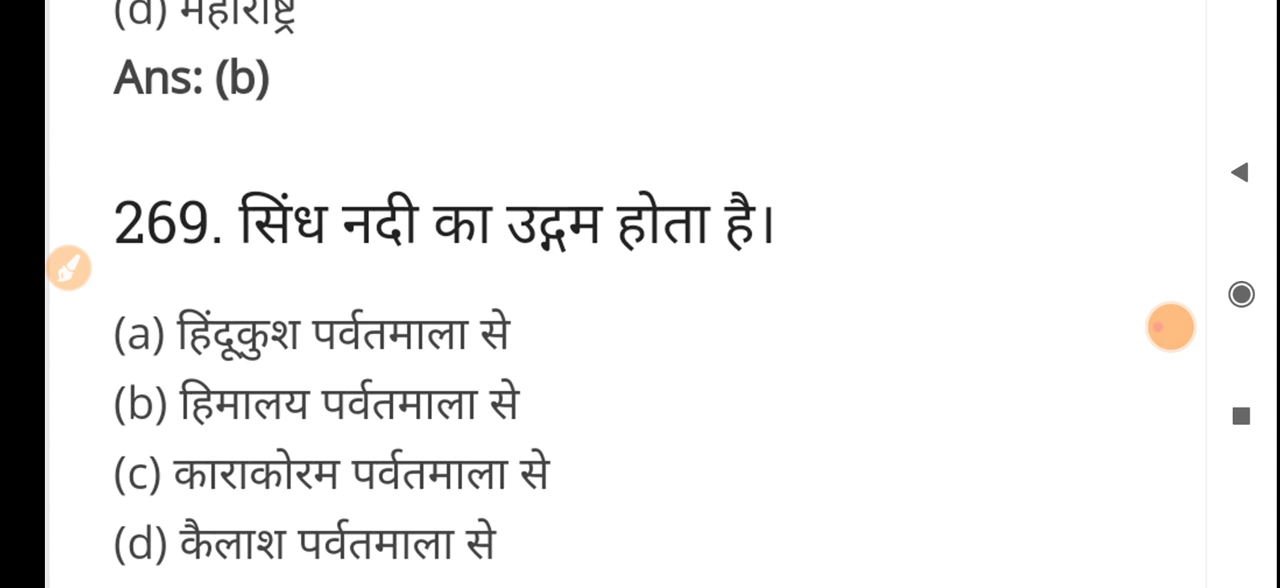 (d) महाराष्ट्र
Ans: (b)
269. सिंध नदी का उद्गम होता है।
(a) हिंदूकुश पर्वतमाला से
(b) हिमालय पर्वतमाला से
(c) काराकोरम पर्वतमाला से
(d) कैलाश पर्वतमाला से